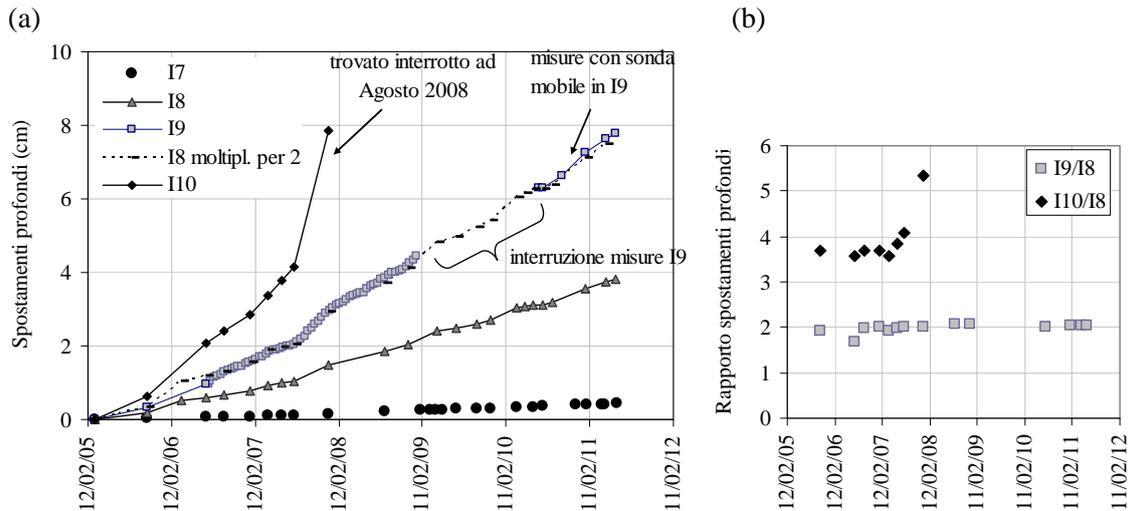 (a)
(b)
Spostamenti profondi (cm)
10
8
6
4
2
0
I7
I8
I9
I8 moltipl. per 2
I10
trovato interrotto ad
Agosto 2008
misure con sonda
mobile in I9
interruzione misure I9
12/02/05
12/02/06
12/02/07
12/02/08
11/02/09
11/02/10
11/02/11
11/02/12
Rapporto spostamenti profondi
6
5
4
3
2
1
0
I9/I8
I10/I8
12/02/05
12/02/06
12/02/07
12/02/08
11/02/09
11/02/10
11/02/11
11/02/12